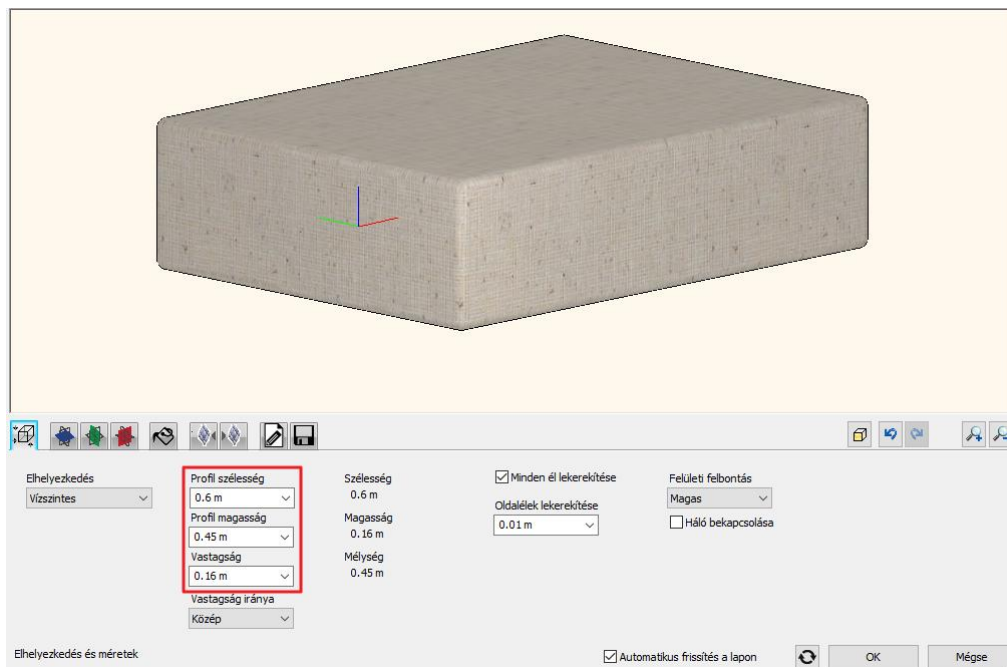 Elhelyezkedés
Vízszintes
Profil szélesség
0.6 m
Profil magasság
0.45 m
Vastagság
0.16 m
Vastagság iránya
Közép
Szélesség
0.6 m
Magasság
0.16 m
Mélység
0.45 m
Minden él lekerekítése
Oldalélek lekerekítése
0.01 m
Felületi felbontás
Magas
Háló bekapcsolása
Elhelyezkedés és méretek
Automatikus frissítés a lapon
OK
Mégse